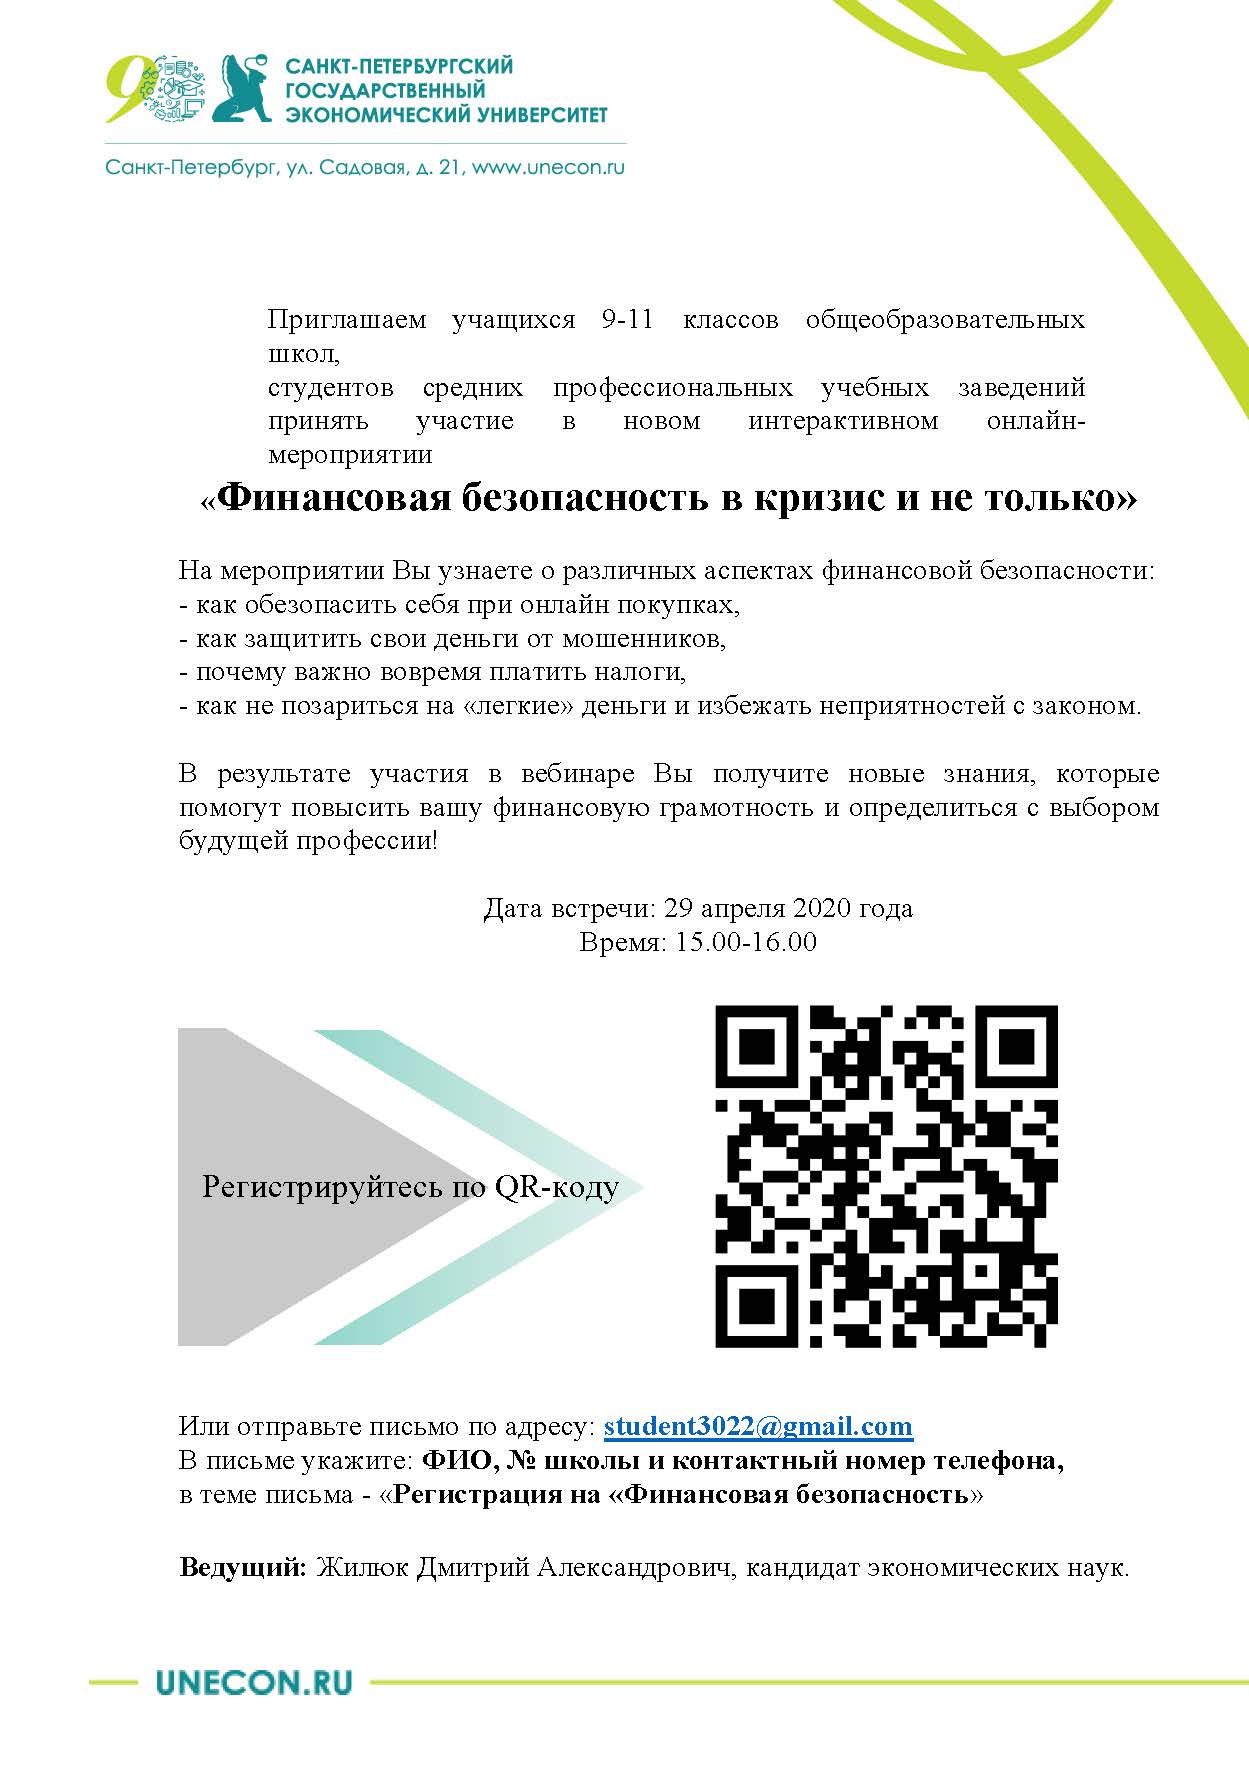 90
САНКТ-ПЕТЕРБУРГСКИЙ
ГОСУДАРСТВЕННЫЙ
ЭКОНОМИЧЕСКИЙ УНИВЕРСИТЕТ
Санкт-Петербург, ул. Садовая, д. 21, www.unecon.ru
Приглашаем учащихся 9-11 классов общеобразовательных
школ,
студентов средних профессиональных учебных заведений
принять участие в новом интерактивном онлайн-
мероприятии
«Финансовая безопасность в кризис и не только»
На мероприятии Вы узнаете о различных аспектах финансовой безопасности:
- как обезопасить себя при онлайн покупках,
- как защитить свои деньги от мошенников,
- почему важно вовремя платить налоги,
- как не позариться на «легкие» деньги и избежать неприятностей с законом.
В результате участия в вебинаре Вы получите новые знания, которые
помогут повысить вашу финансовую грамотность и определиться с выбором
будущей профессии!
Дата встречи: 29 апреля 2020 года
Время: 15.00-16.00
Регистрируйтесь по QR-коду
Или отправьте письмо по адресу: student3022@gmail.com
В письме укажите: ФИО, № школы и контактный номер телефона,
в теме письма - «Регистрация на «Финансовая безопасность»
Ведущий: Жилюк Дмитрий Александрович, кандидат экономических наук.
UNECON.RU